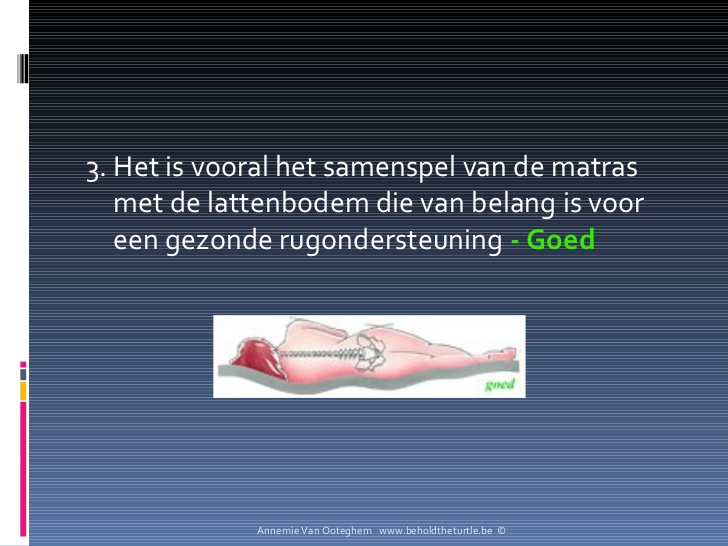 3. Het is vooral het samenspel van de matras
met de lattenbodem die van belang is voor
een gezonde rugondersteuning - Goed
goed
Annemie Van Ooteghem www.beholdtheturtle.be ©